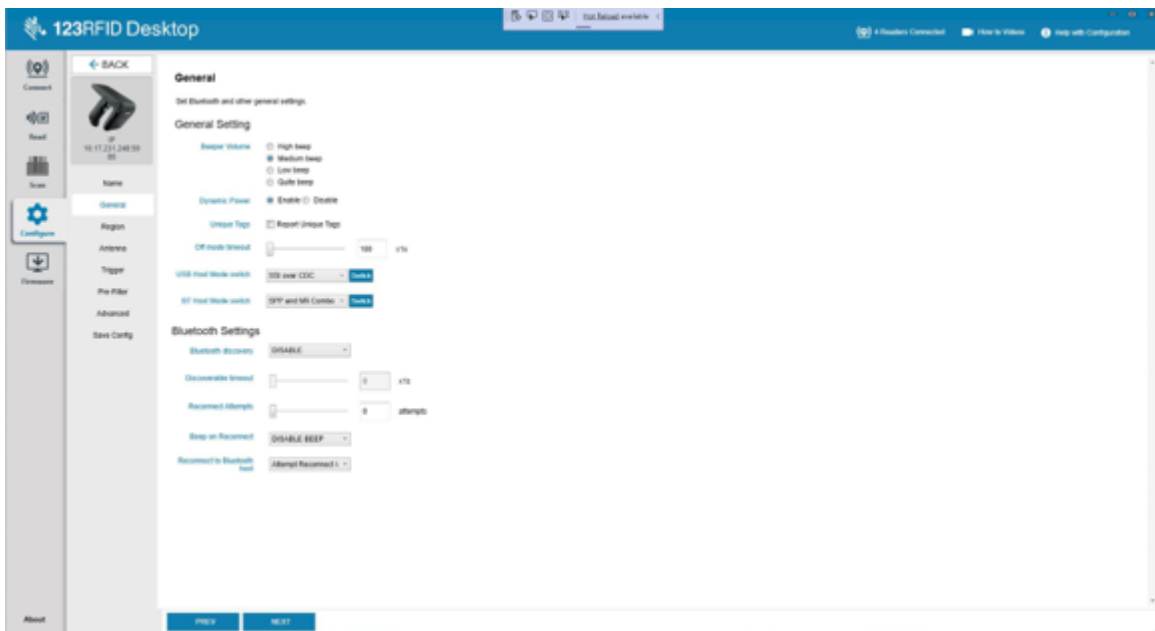 123RFID Desktop
Hot Reload available
4 Readers Connected
How to Videos
Help with Configuration
Connect
Read
Scan
Configure
Firmware
About
BACK
Name
General
Region
Antenna
Trigger
Pre-Filter
Advanced
Save Config
General
Set Bluetooth and other general settings.
General Setting
Beeper Volume
High beep
Medium beep
Low beep
Quite beep
Dynamic Power
Enable Disable
Unique Tags
Report Unique Tags
Off mode timeout
100
USB Host Mode switch
SSI over CDC
Switch
BT Host Mode switch
SPP and MFi Combo
Switch
Bluetooth Settings
Bluetooth discovery
DISABLE
Discoverable timeout
0
Reconnect Attempts
0 attempts
Beep on Reconnect
DISABLE BEEP
Reconnect to Bluetooth
host
Attempt Reconnect
PREV
NEXT